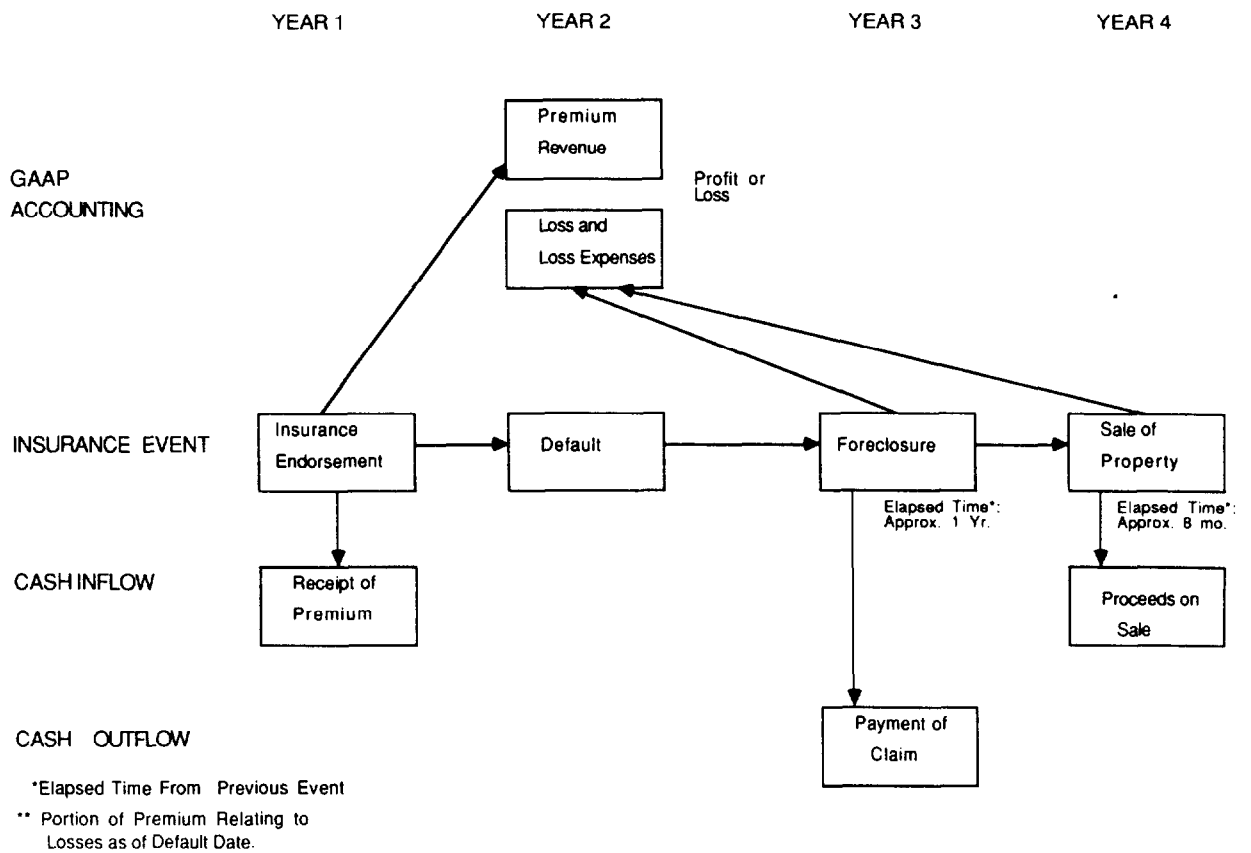 YEAR 1 YEAR 2 YEAR 3 YEAR 4
Premium
Revenue
GAAP
ACCOUNTING
Profit or
Loss
Loss and
Loss Expenses
INSURANCE EVENT
Insurance
Endorsement
Default
Foreclosure
Sale of
Property
Elapsed Time*:
Approx. 1 Yr.
Elapsed Time*:
Approx. 8 mo.
CASH INFLOW
Receipt of
Premium
Proceeds on
Sale
CASH OUTFLOW
Payment of
Claim
*Elapsed Time From Previous Event
** Portion of Premium Relating to
Losses as of Default Date.